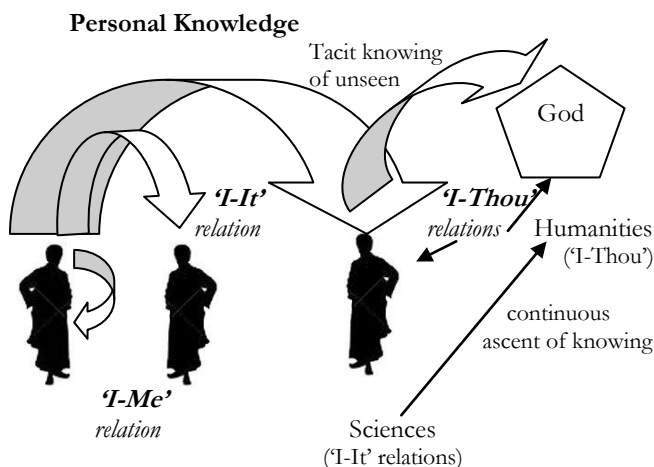 Personal Knowledge
Tacit knowing
of unseen
God
‘I-It’
relation
‘I-Thou’
relations
Humanities
(‘I-Thou’)
continuous
ascent of knowing
‘I-Me’
relation
Sciences
(‘I-It’ relations)